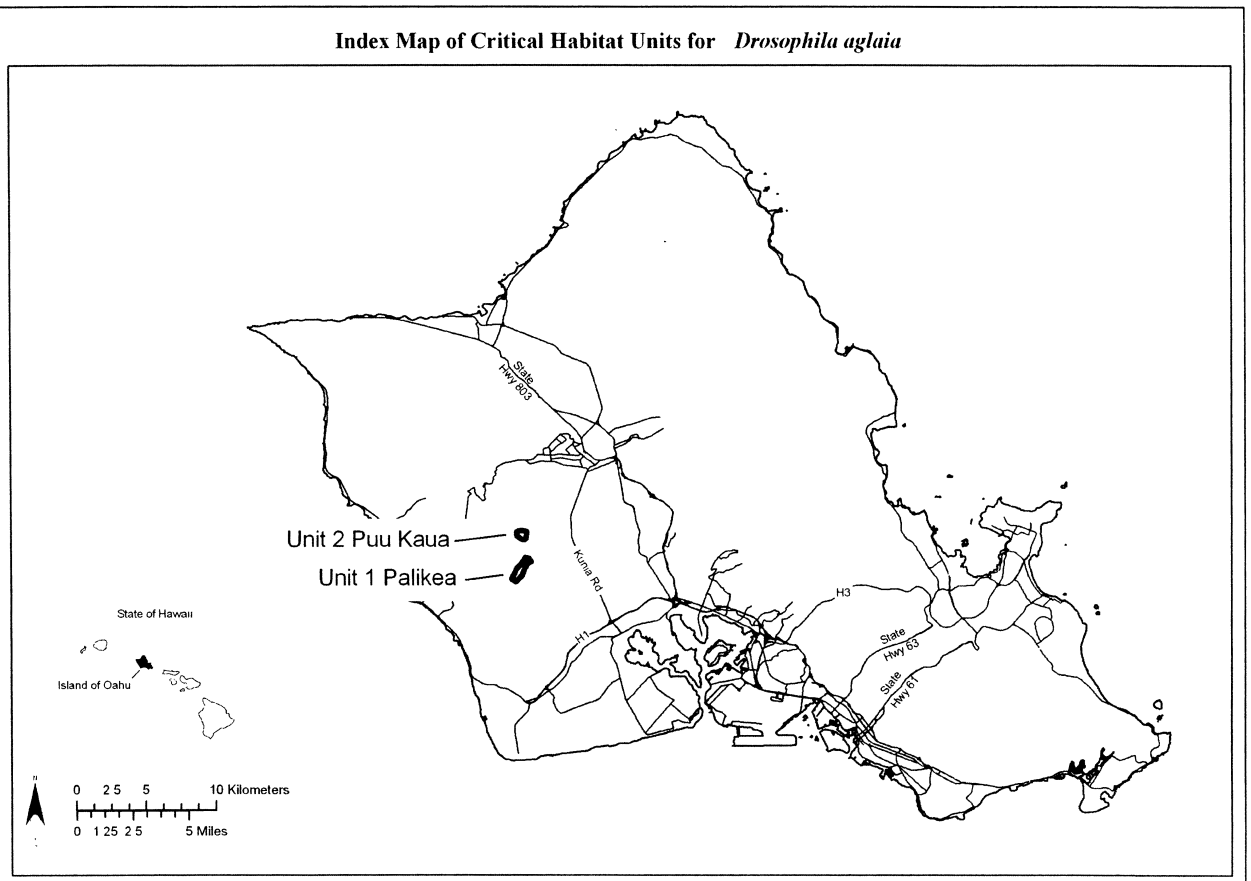 Index Map of Critical Habitat Units for Drosophila aglaia
State
Hwy 803
Unit 2 Puu Kaua
Unit 1 Palikea
Kunia Rd
H1
H3
State
Hwy 63
State
Hwy 61
State of Hawaii
Island of Oahu
0 2 5 5 10 Kilometers
0 1 25 2 5 5 Miles